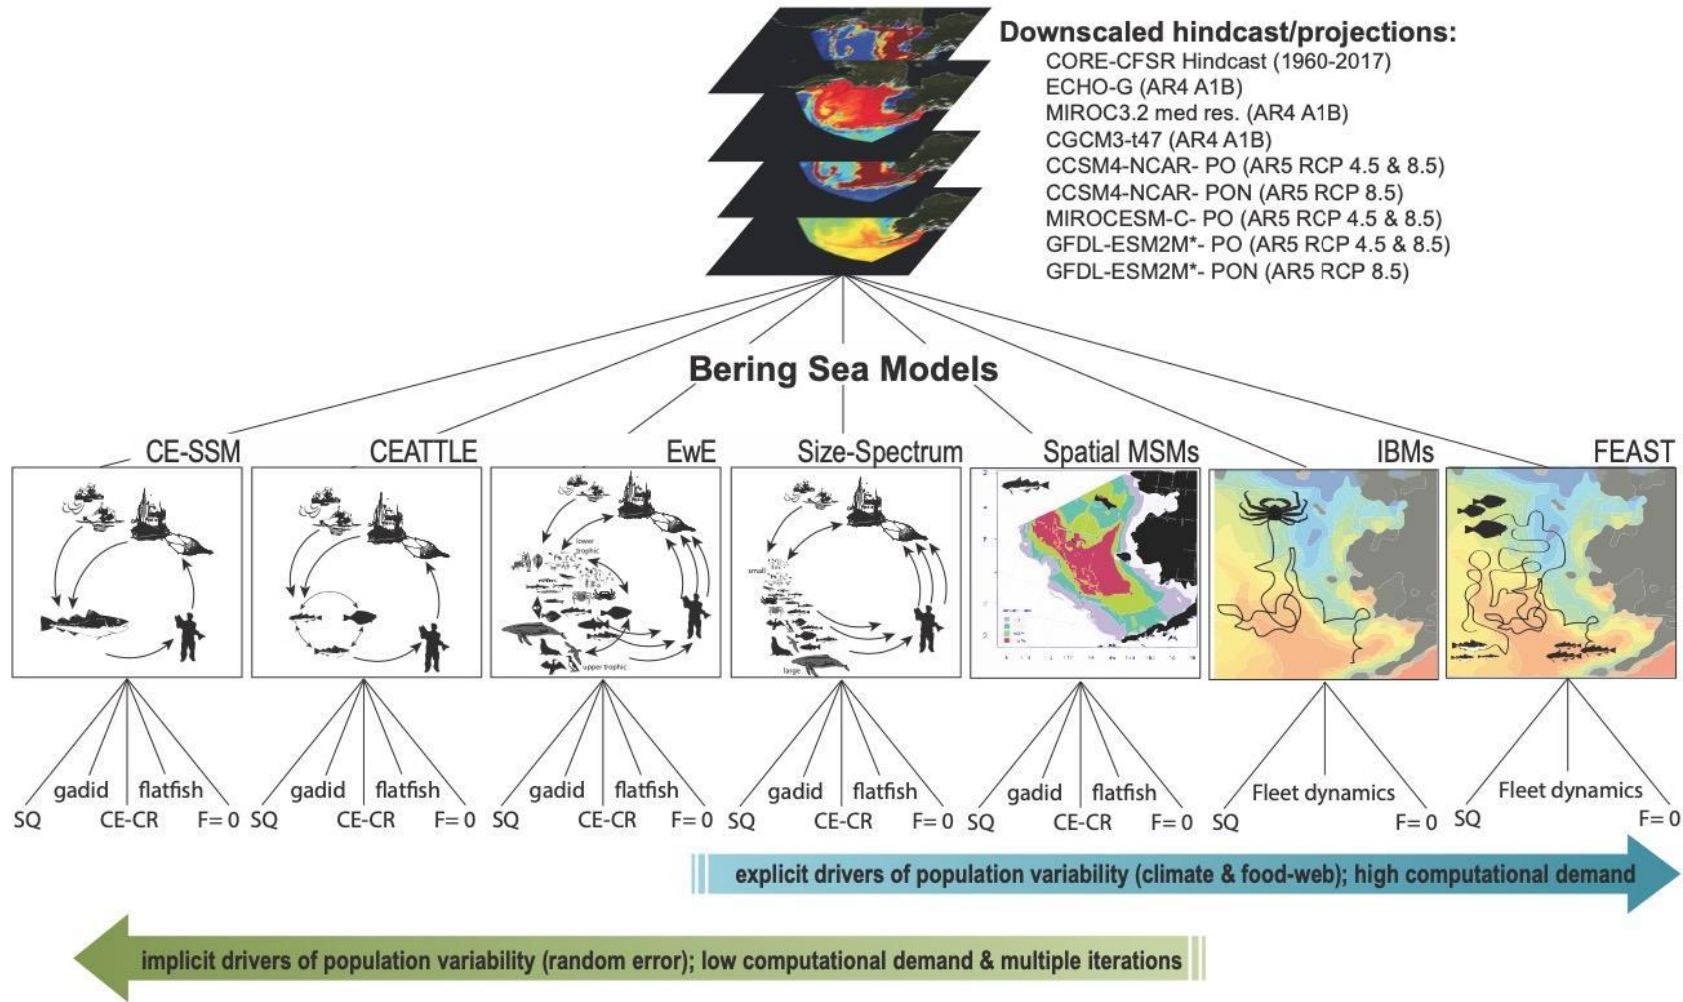 Downscaled hindcast/projections:
CORE-CFSR Hindcast (1960-2017)
ECHO-G (AR4 A1B)
MIROC3.2 med res. (AR4 A1B)
CGCM3-t47 (AR4 A1B)
CCSM4-NCAR- PO (AR5 RCP 4.5 & 8.5)
CCSM4-NCAR- PON (AR5 RCP 8.5)
MIROCESM-C- PO (AR5 RCP 4.5 & 8.5)
GFDL-ESM2M*- PO (AR5 RCP 4.5 & 8.5)
GFDL-ESM2M*- PON (AR5 RCP 8.5)
Bering Sea Models
CE-SSM
CEATTLE
EwE
Size-Spectrum
Spatial MSMs
IBMs
FEAST
lower
trophic
upper trophic
small
large
gadid flatfish
SQ CE-CR F= 0
gadid flatfish
SQ CE-CR F= 0
gadid flatfish
SQ CE-CR F= 0
gadid flatfish
SQ CE-CR F= 0
gadid flatfish
SQ CE-CR F= 0
Fleet dynamics
SQ F= 0
Fleet dynamics
SQ F= 0
explicit drivers of population variability (climate & food-web); high computational demand
implicit drivers of population variability (random error); low computational demand & multiple iterations